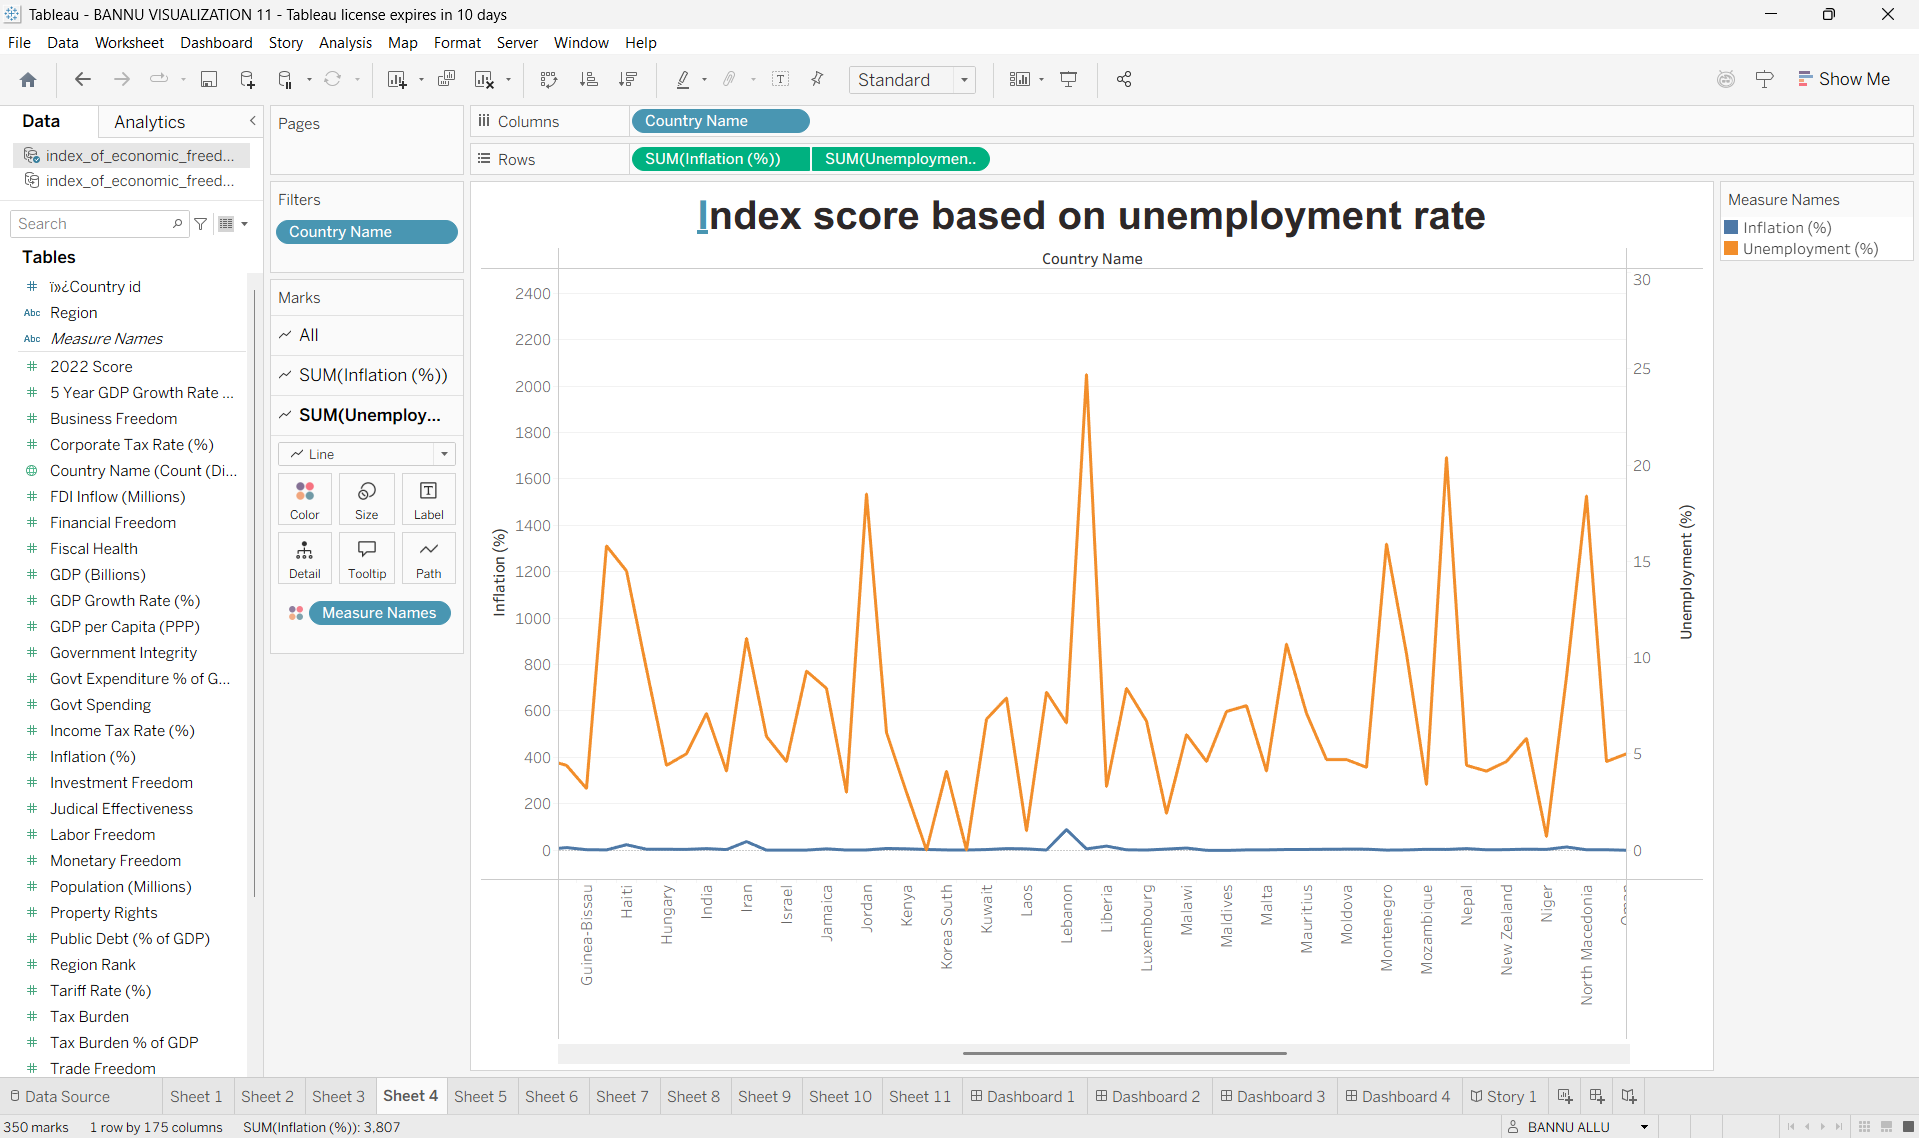 Tableau - BANNU VISUALIZATION 11 - Tableau license expires in 10 days
File Data Worksheet Dashboard Story Analysis Map Format Server Window Help
Standard
Show Me
Data Analytics
index_of_economic_freed...
index_of_economic_freed...
Search
Tables
ï»¿Country id
Abc Region
Abc Measure Names
2022 Score
5 Year GDP Growth Rate ...
Business Freedom
Corporate Tax Rate (%)
Country Name (Count (Di...
FDI Inflow (Millions)
Financial Freedom
Fiscal Health
GDP (Billions)
GDP Growth Rate (%)
GDP per Capita (PPP)
Government Integrity
Govt Expenditure % of G...
Govt Spending
Income Tax Rate (%)
Inflation (%)
Investment Freedom
Judical Effectiveness
Labor Freedom
Monetary Freedom
Population (Millions)
Property Rights
Public Debt (% of GDP)
Region Rank
Tariff Rate (%)
Tax Burden
Tax Burden % of GDP
Trade Freedom
Pages
Filters
Country Name
Marks
All
SUM(Inflation (%))
SUM(Unemploy...
Line
Color Size Label
Detail Tooltip Path
Measure Names
Columns Country Name
Rows SUM(Inflation (%)) SUM(Unemploymen..
Index score based on unemployment rate
Country Name
Inflation (%)
2400
2200
2000
1800
1600
1400
1200
1000
800
600
400
200
0
30
25
20
15
10
5
0
Unemployment (%)
Guinea-Bissau
Haiti
Hungary
India
Iran
Israel
Jamaica
Jordan
Kenya
Korea South
Kuwait
Laos
Lebanon
Liberia
Luxembourg
Malawi
Maldives
Malta
Mauritius
Moldova
Montenegro
Mozambique
Nepal
New Zealand
Niger
North Macedonia
Measure Names
Inflation (%)
Unemployment (%)
Data Source Sheet 1 Sheet 2 Sheet 3 Sheet 4 Sheet 5 Sheet 6 Sheet 7 Sheet 8 Sheet 9 Sheet 10 Sheet 11 Dashboard 1 Dashboard 2 Dashboard 3 Dashboard 4 Story 1
350 marks 1 row by 175 columns SUM(Inflation (%)): 3,807 BANNU ALLU